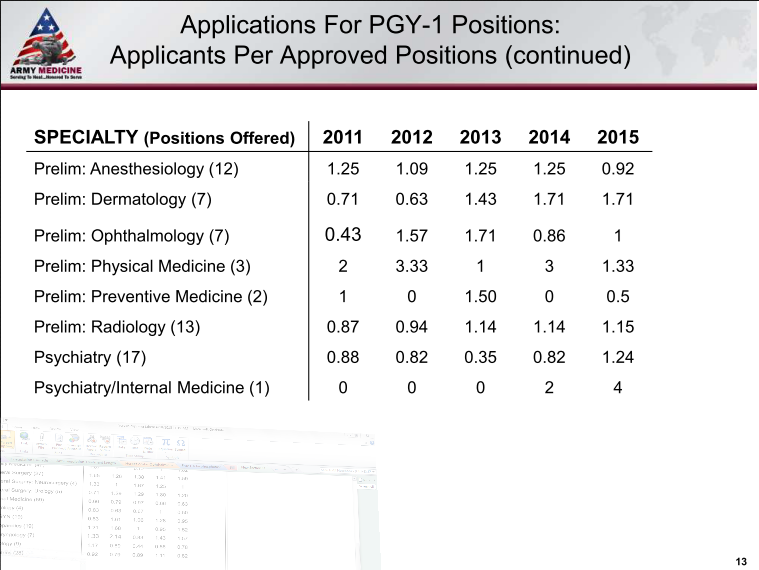 Applications For PGY-1 Positions:
Applicants Per Approved Positions (continued)
ARMY MEDICINE
Serving To Heal...Honored To Serve
SPECIALTY (Positions Offered) 2011 2012 2013 2014 2015
Prelim: Anesthesiology (12) 1.25 1.09 1.25 1.25 0.92
Prelim: Dermatology (7) 0.71 0.63 1.43 1.71 1.71
Prelim: Ophthalmology (7) 0.43 1.57 1.71 0.86 1
Prelim: Physical Medicine (3) 2 3.33 1 3 1.33
Prelim: Preventive Medicine (2) 1 0 1.50 0 0.5
Prelim: Radiology (13) 0.87 0.94 1.14 1.14 1.15
Psychiatry (17) 0.88 0.82 0.35 0.82 1.24
Psychiatry/Internal Medicine (1) 0 0 0 2 4
13